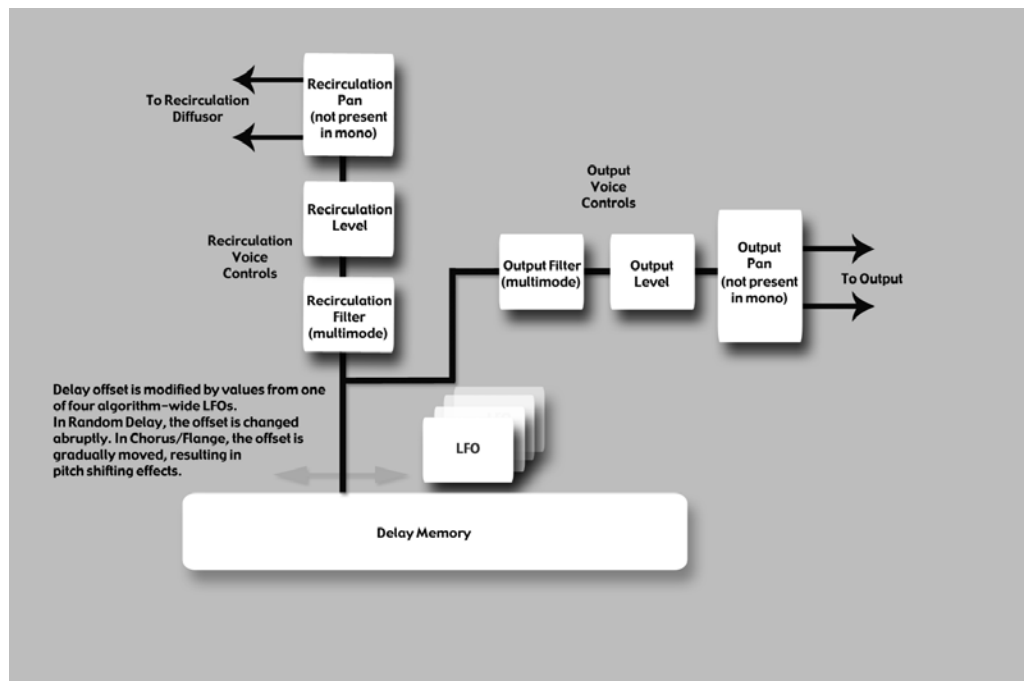 Recirculation
Pan
(not present
in mono)
To Recirculation
Diffusor
Recirculation
Level
Recirculation
Voice
Controls
Recirculation
Filter
(multimode)
Output
Voice
Controls
Output Filter
(multimode)
Output
Level
Output
Pan
(not present
in mono)
To Output
Delay offset is modified by values from one
of four algorithm-wide LFOs.
In Random Delay, the offset is changed
abruptly. In Chorus/Flange, the offset is
gradually moved, resulting in
pitch shifting effects.
LFO
Delay Memory